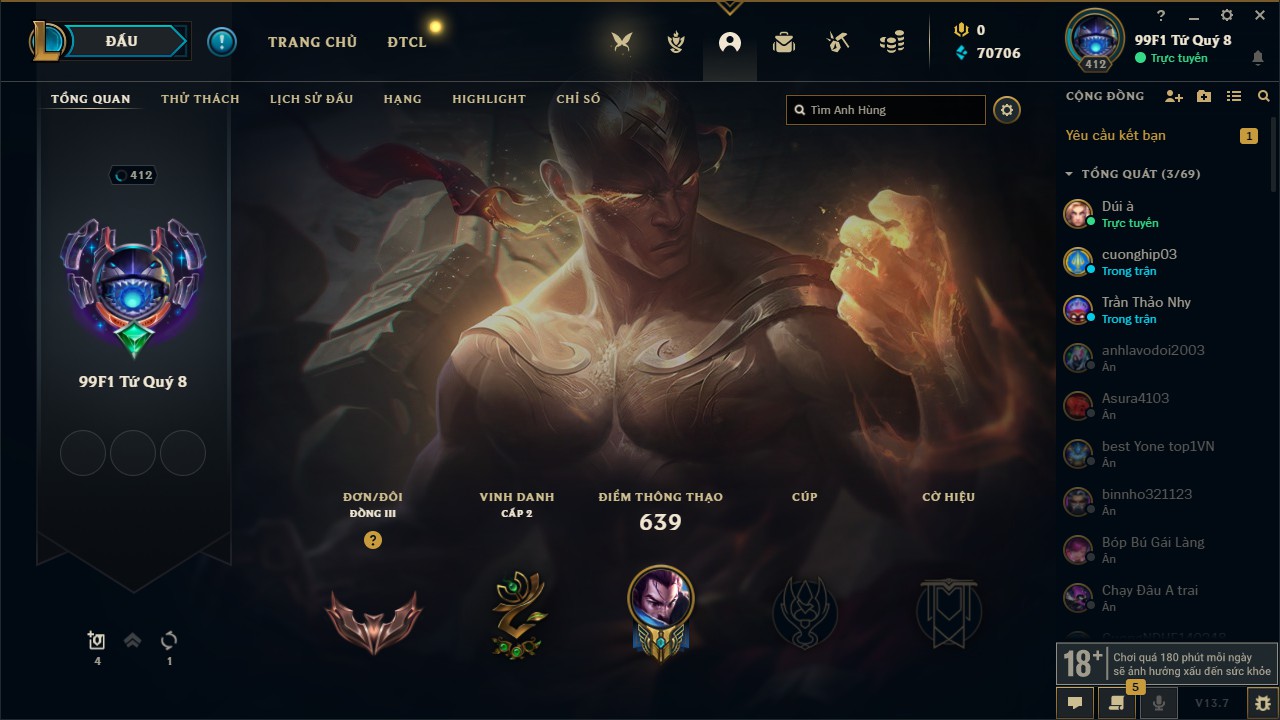 ĐẤU
TRANG CHỦ
ĐTCL
0
70706
?
99F1 Tứ Quý 8
Trực tuyến
412
TỔNG QUAN
THỬ THÁCH
LỊCH SỬ ĐẤU
HẠNG
HIGHLIGHT
CHỈ SỐ
Tìm Anh Hùng
412
99F1 Tứ Quý 8
ĐƠN/ĐÔI
ĐỒNG III
?
VINH DANH
CẤP 2
ĐIỂM THÔNG THẠO
639
CÚP
CỜ HIỆU
4
1
CỘNG ĐỒNG
Yêu cầu kết bạn
1
TỔNG QUÁT (3/69)
Dúi à
Trực tuyến
cuonghip03
Trong trận
Trần Thảo Nhy
Trong trận
anhlavodoi2003
Ẩn
Asura4103
Ẩn
best Yone top1VN
Ẩn
binnho321123
Ẩn
Bóp Bú Gái Làng
Ẩn
Chạy Đâu A trai
Ẩn
18+
Chơi quá 180 phút mỗi ngày
sẽ ảnh hưởng xấu đến sức khỏe
5
V13.7